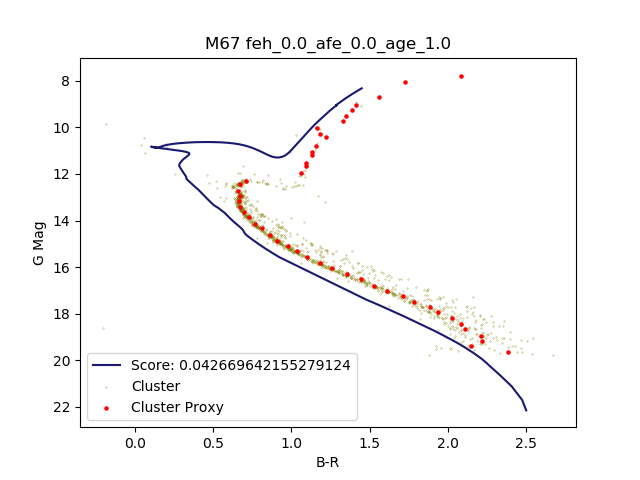 M67 feh_0.0_afe_0.0_age_1.0
8
10
12
14
16
18
20
22
G Mag
Score: 0.042669642155279124
Cluster
Cluster Proxy
0.0 0.5 1.0 1.5 2.0 2.5
B-R